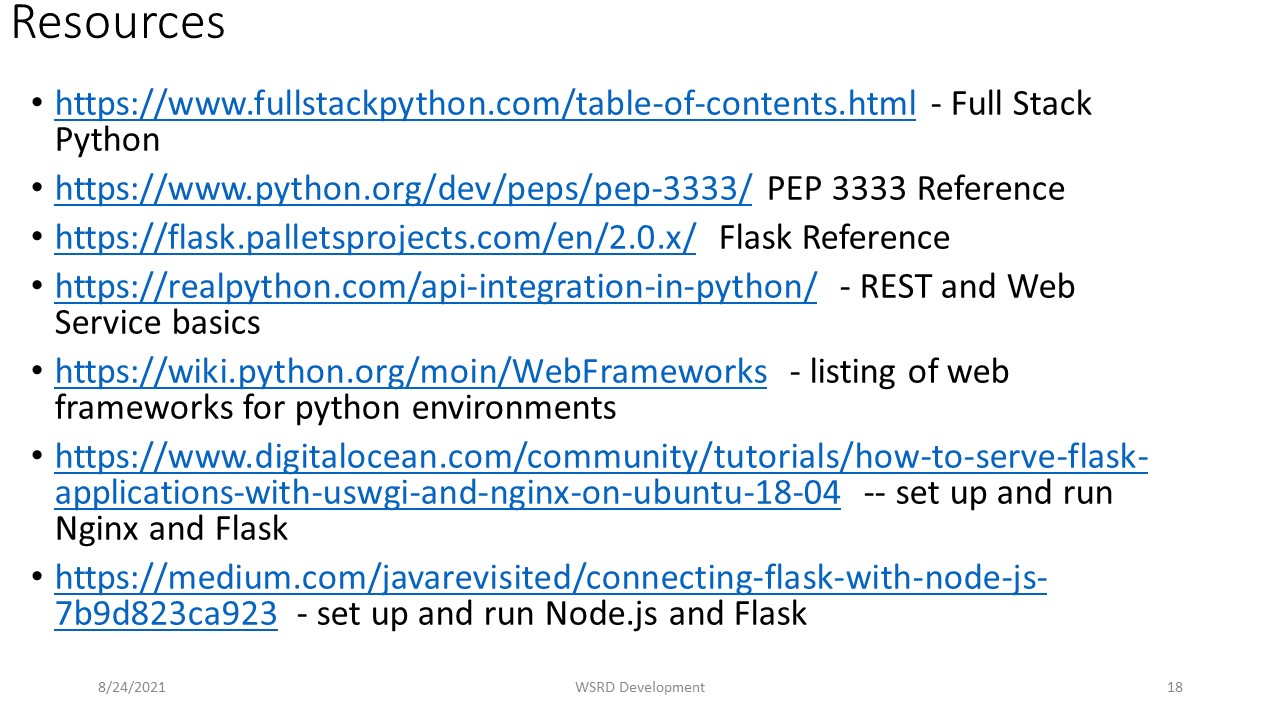 Resources
• https://www.fullstackpython.com/table-of-contents.html - Full Stack
Python
• https://www.python.org/dev/peps/pep-3333/ PEP 3333 Reference
• https://flask.palletsprojects.com/en/2.0.x/ Flask Reference
• https://realpython.com/api-integration-in-python/ - REST and Web
Service basics
• https://wiki.python.org/moin/WebFrameworks - listing of web
frameworks for python environments
• https://www.digitalocean.com/community/tutorials/how-to-serve-flask-
applications-with-uswgi-and-nginx-on-ubuntu-18-04 -- set up and run
Nginx and Flask
• https://medium.com/javarevisited/connecting-flask-with-node-js-
7b9d823ca923 - set up and run Node.js and Flask
8/24/2021 WSRD Development 18